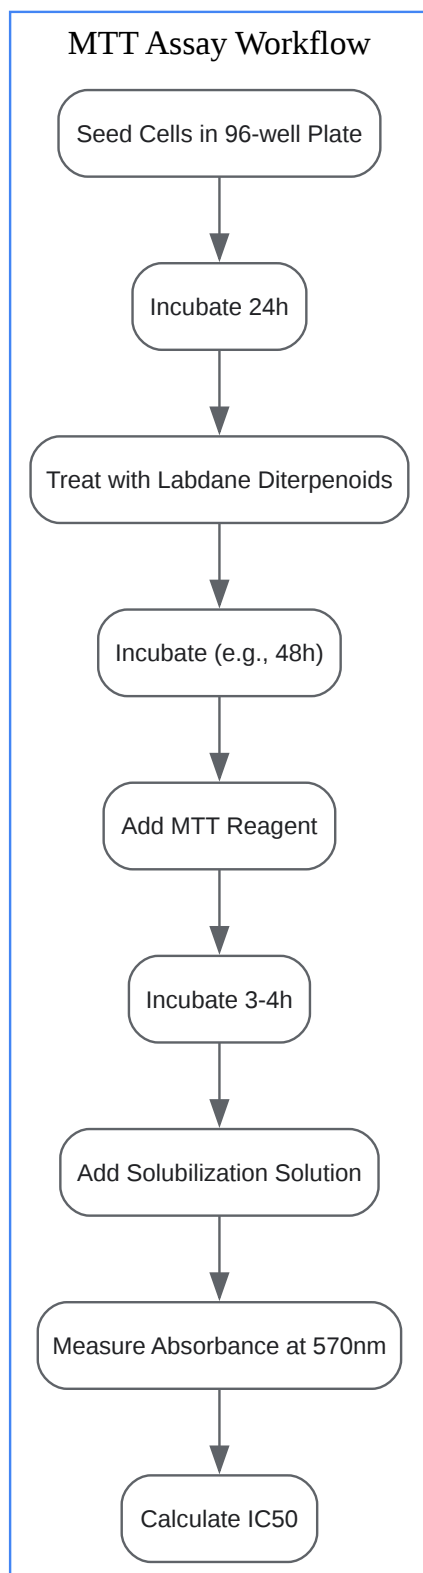 MTT Assay Workflow
Seed Cells in 96-well Plate
Incubate 24h
Treat with Labdane Diterpenoids
Incubate (e.g., 48h)
Add MTT Reagent
Incubate 3-4h
Add Solubilization Solution
Measure Absorbance at 570nm
Calculate IC50